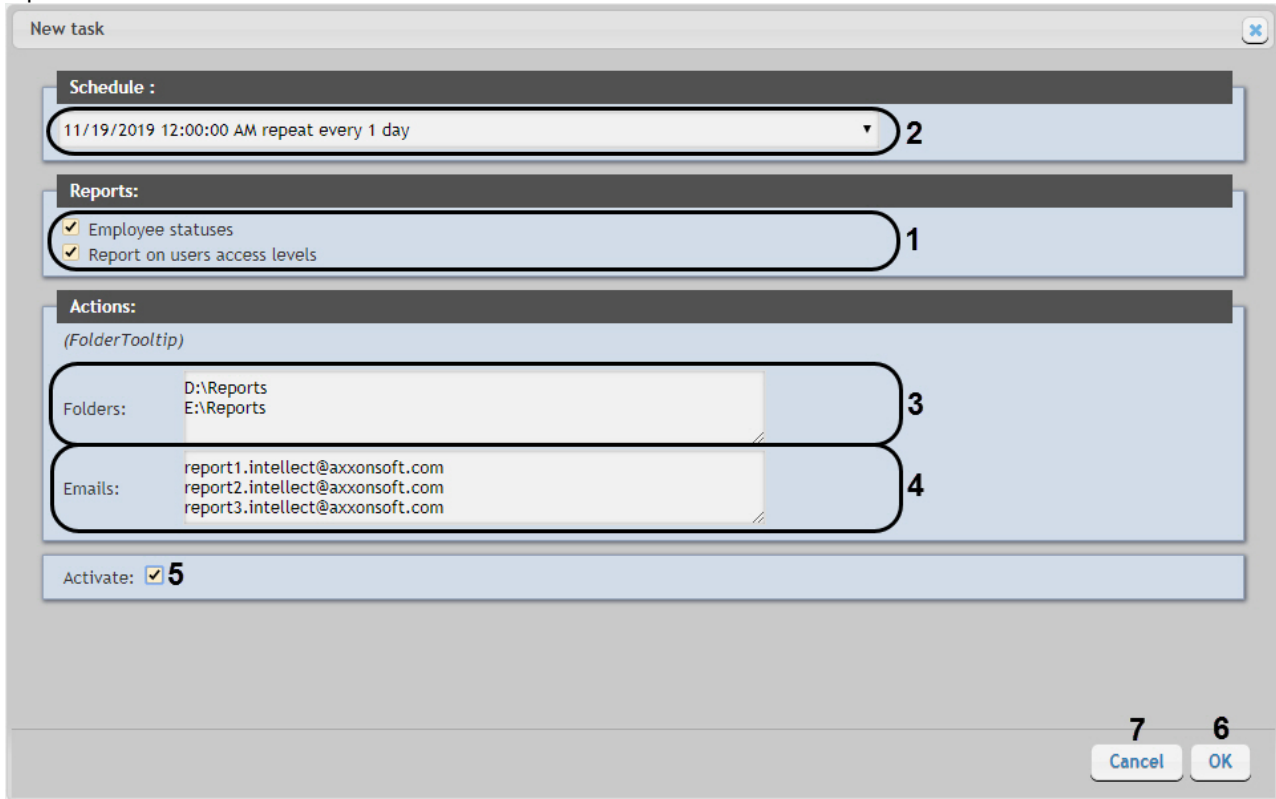 New task
Schedule :
11/19/2019 12:00:00 AM repeat every 1 day
2
Reports:
Employee statuses
Report on users access levels
1
Actions:
(FolderTooltip)
Folders:
D:\Reports
E:\Reports
3
Emails:
report1.intellect@axxonsoft.com
report2.intellect@axxonsoft.com
report3.intellect@axxonsoft.com
4
Activate:
5
7 6
Cancel OK